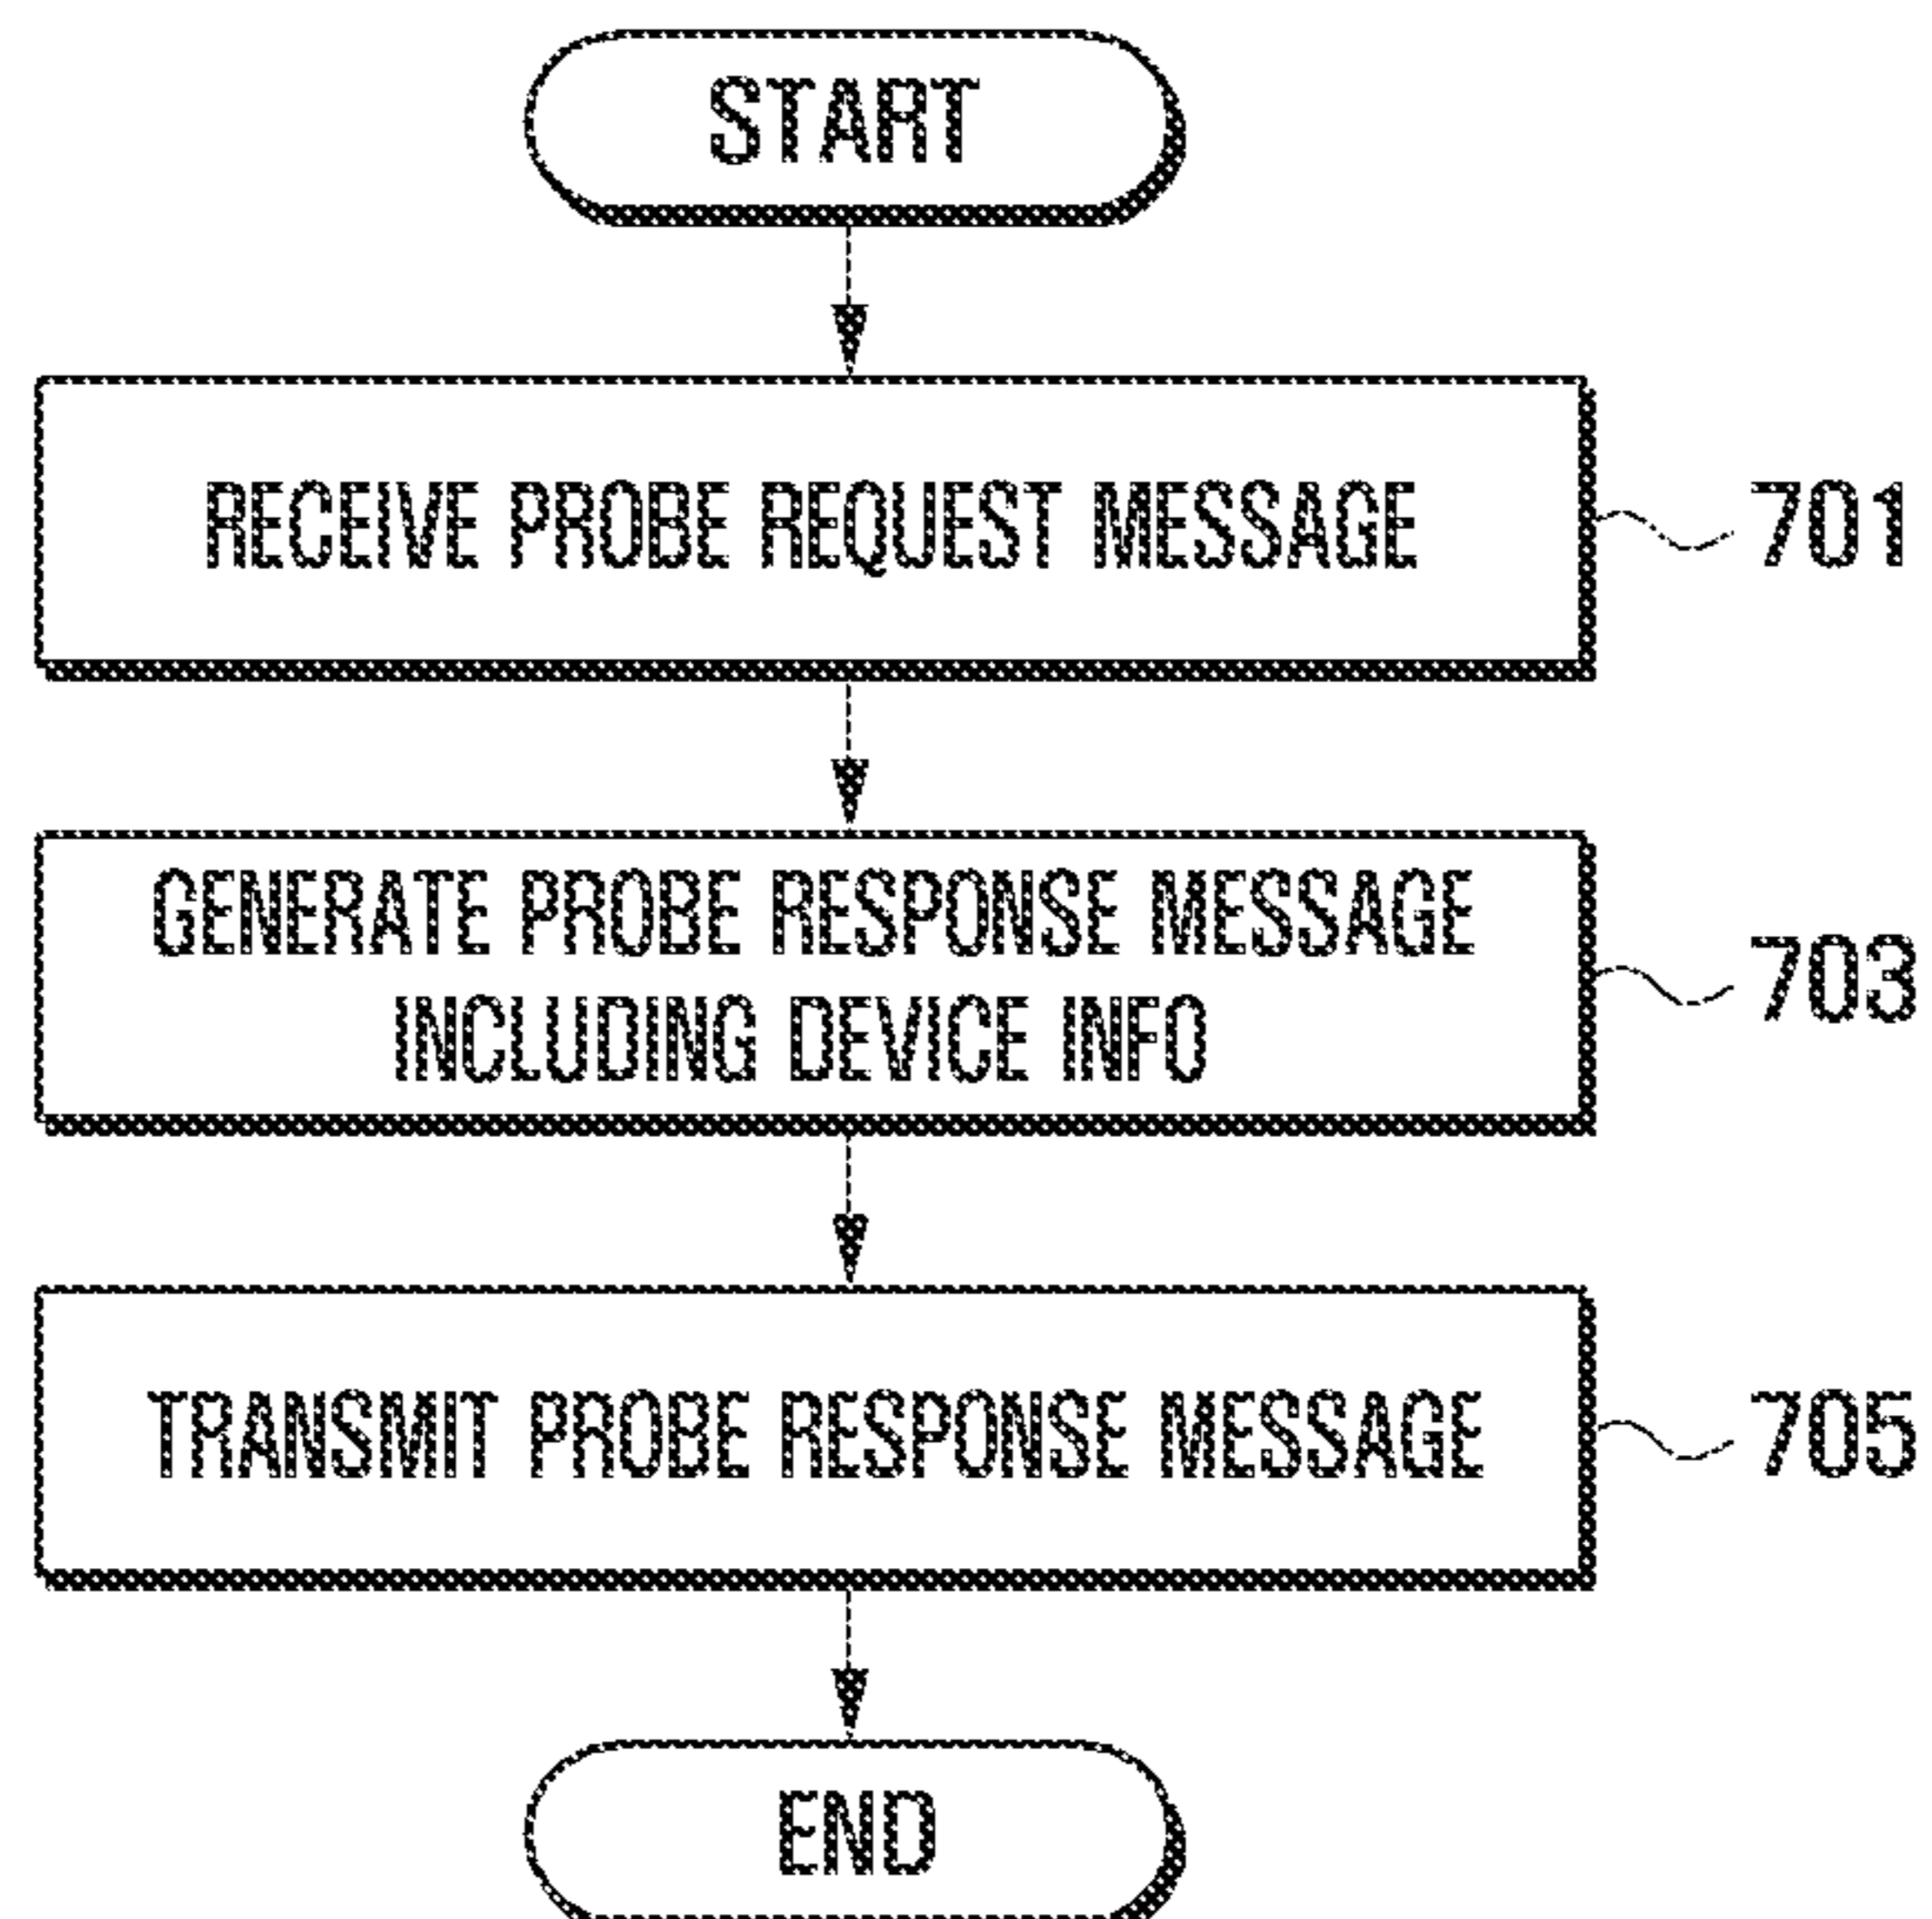 START
RECEIVE PROBE REQUEST MESSAGE
701
GENERATE PROBE RESPONSE MESSAGE
INCLUDING DEVICE INFO
703
TRANSMIT PROBE RESPONSE MESSAGE
705
END